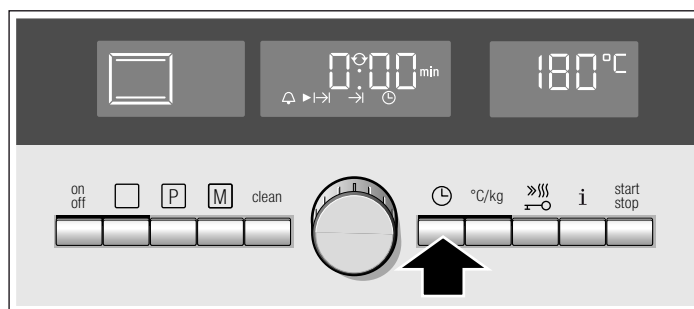 0:00 min
180°C
on
off
P
M
clean
°C/kg
i
start
stop